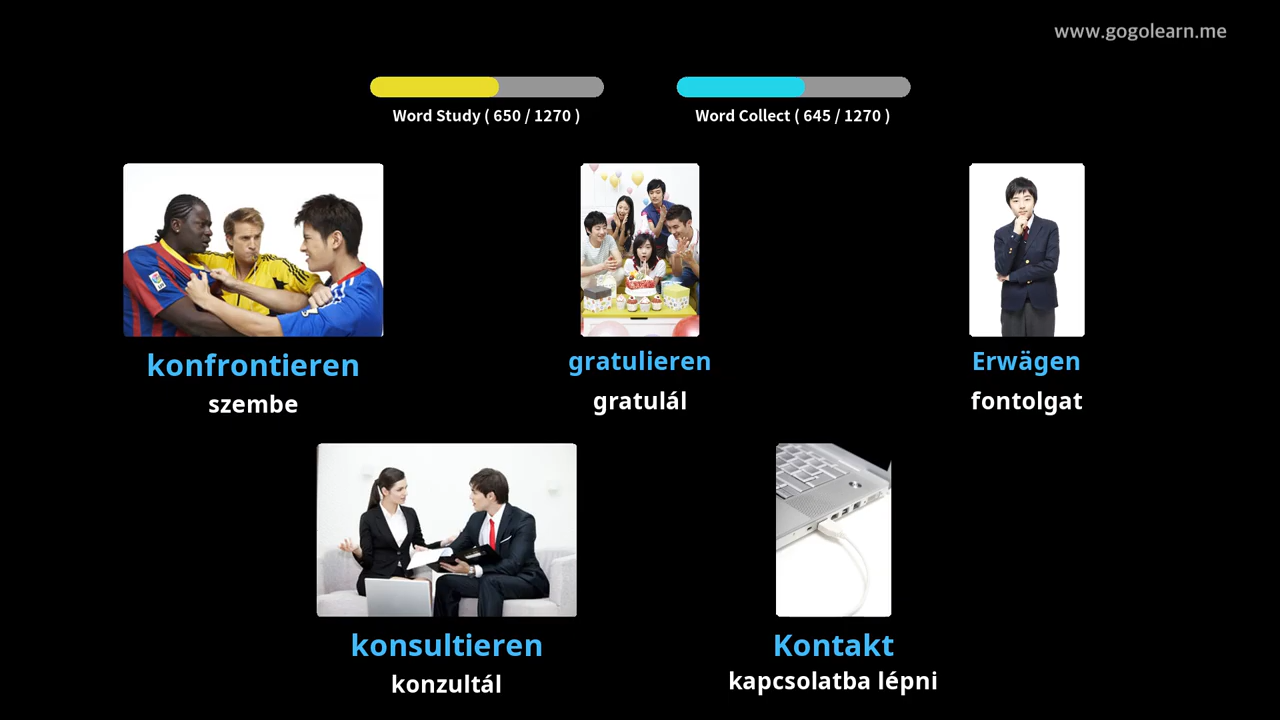 www.gogolearn.me
Word Study ( 650 / 1270 )
Word Collect ( 645 / 1270 )
konfrontieren
szembe
gratulieren
gratulál
Erwägen
fontolgat
konsultieren
konzultál
Kontakt
kapcsolatba lépni